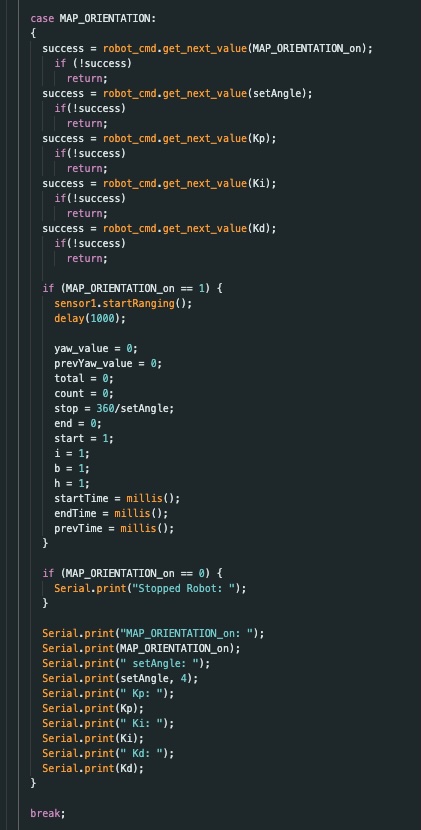 case MAP_ORIENTATION:
{
success = robot_cmd.get_next_value(MAP_ORIENTATION_on);
if (!success)
return;
success = robot_cmd.get_next_value(setAngle);
if(!success)
return;
success = robot_cmd.get_next_value(Kp);
if(!success)
return;
success = robot_cmd.get_next_value(Ki);
if(!success)
return;
success = robot_cmd.get_next_value(Kd);
if(!success)
return;
if (MAP_ORIENTATION_on == 1) {
sensor1.startRanging();
delay(1000);
yaw_value = 0;
prevYaw_value = 0;
total = 0;
count = 0;
stop = 360/setAngle;
end = 0;
start = 1;
i = 1;
b = 1;
h = 1;
startTime = millis();
endTime = millis();
prevTime = millis();
}
if (MAP_ORIENTATION_on == 0) {
Serial.print("Stopped Robot: ");
}
Serial.print("MAP_ORIENTATION_on: ");
Serial.print(MAP_ORIENTATION_on);
Serial.print(" setAngle: ");
Serial.print(setAngle, 4);
Serial.print(" Kp: ");
Serial.print(Kp);
Serial.print(" Ki: ");
Serial.print(Ki);
Serial.print(" Kd: ");
Serial.print(Kd);
}
break;